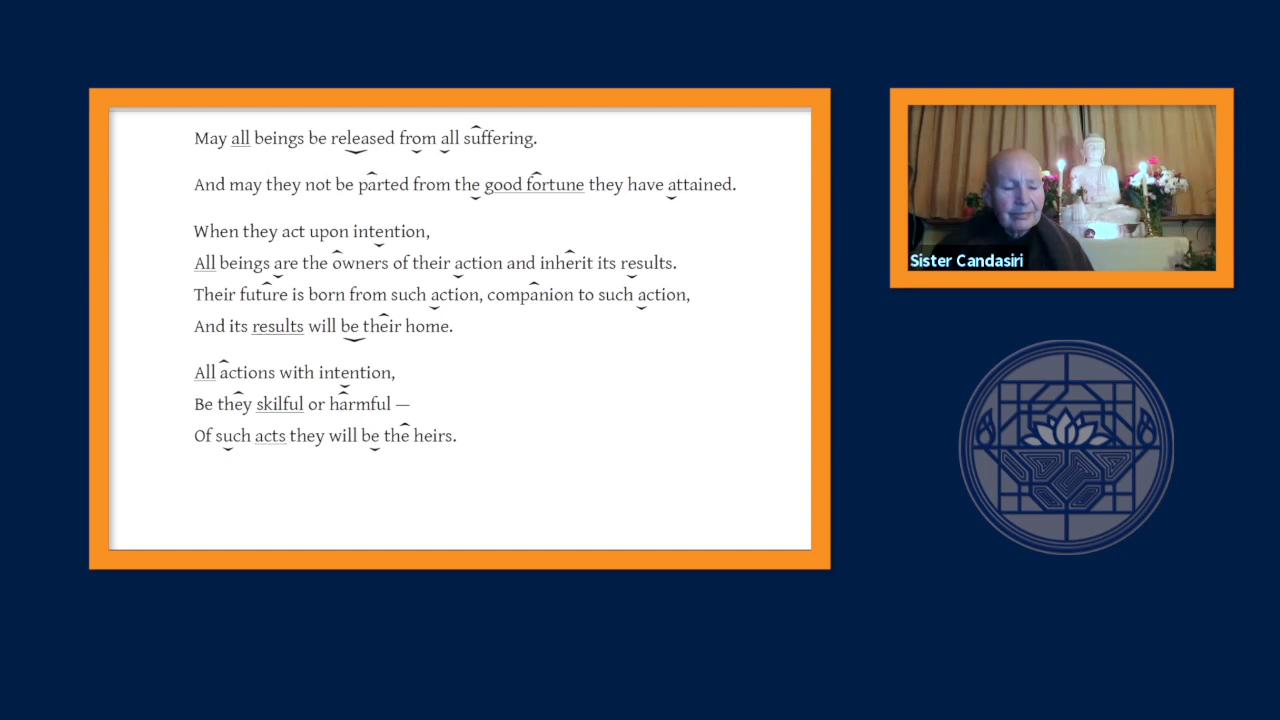 May all beings be released from all suffering.
And may they not be parted from the good fortune they have attained.
When they act upon intention,
All beings are the owners of their action and inherit its results.
Their future is born from such action, companion to such action,
And its results will be their home.
All actions with intention,
Be they skilful or harmful —
Of such acts they will be the heirs.
Sister Candasiri